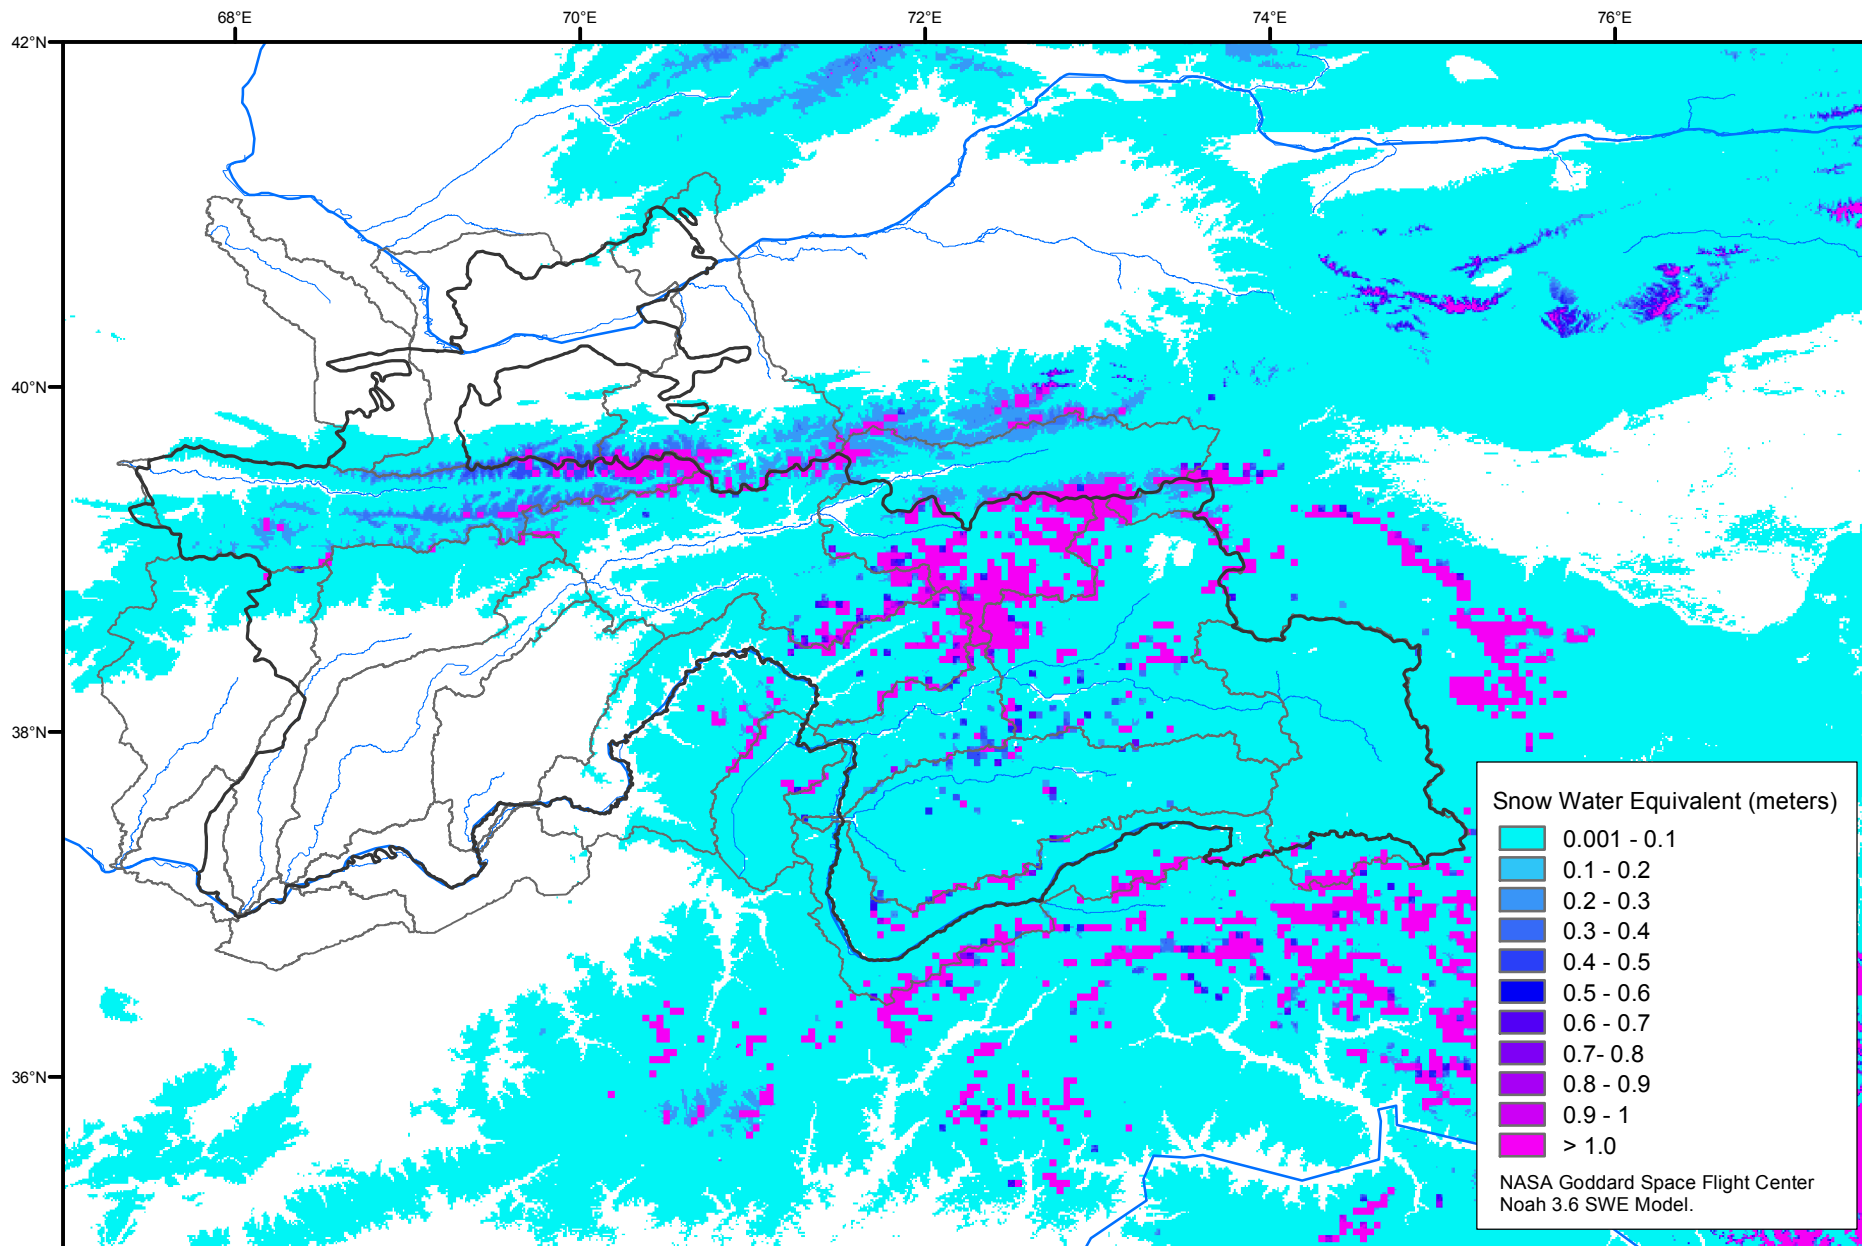 68°E
70°E
72°E
74°E
76°E
42°N
40°N
38°N
36°N
Snow Water Equivalent (meters)
0.001 - 0.1
0.1 - 0.2
0.2 - 0.3
0.3 - 0.4
0.4 - 0.5
0.5 - 0.6
0.6 - 0.7
0.7- 0.8
0.8 - 0.9
0.9 - 1
> 1.0
NASA Goddard Space Flight Center
Noah 3.6 SWE Model.